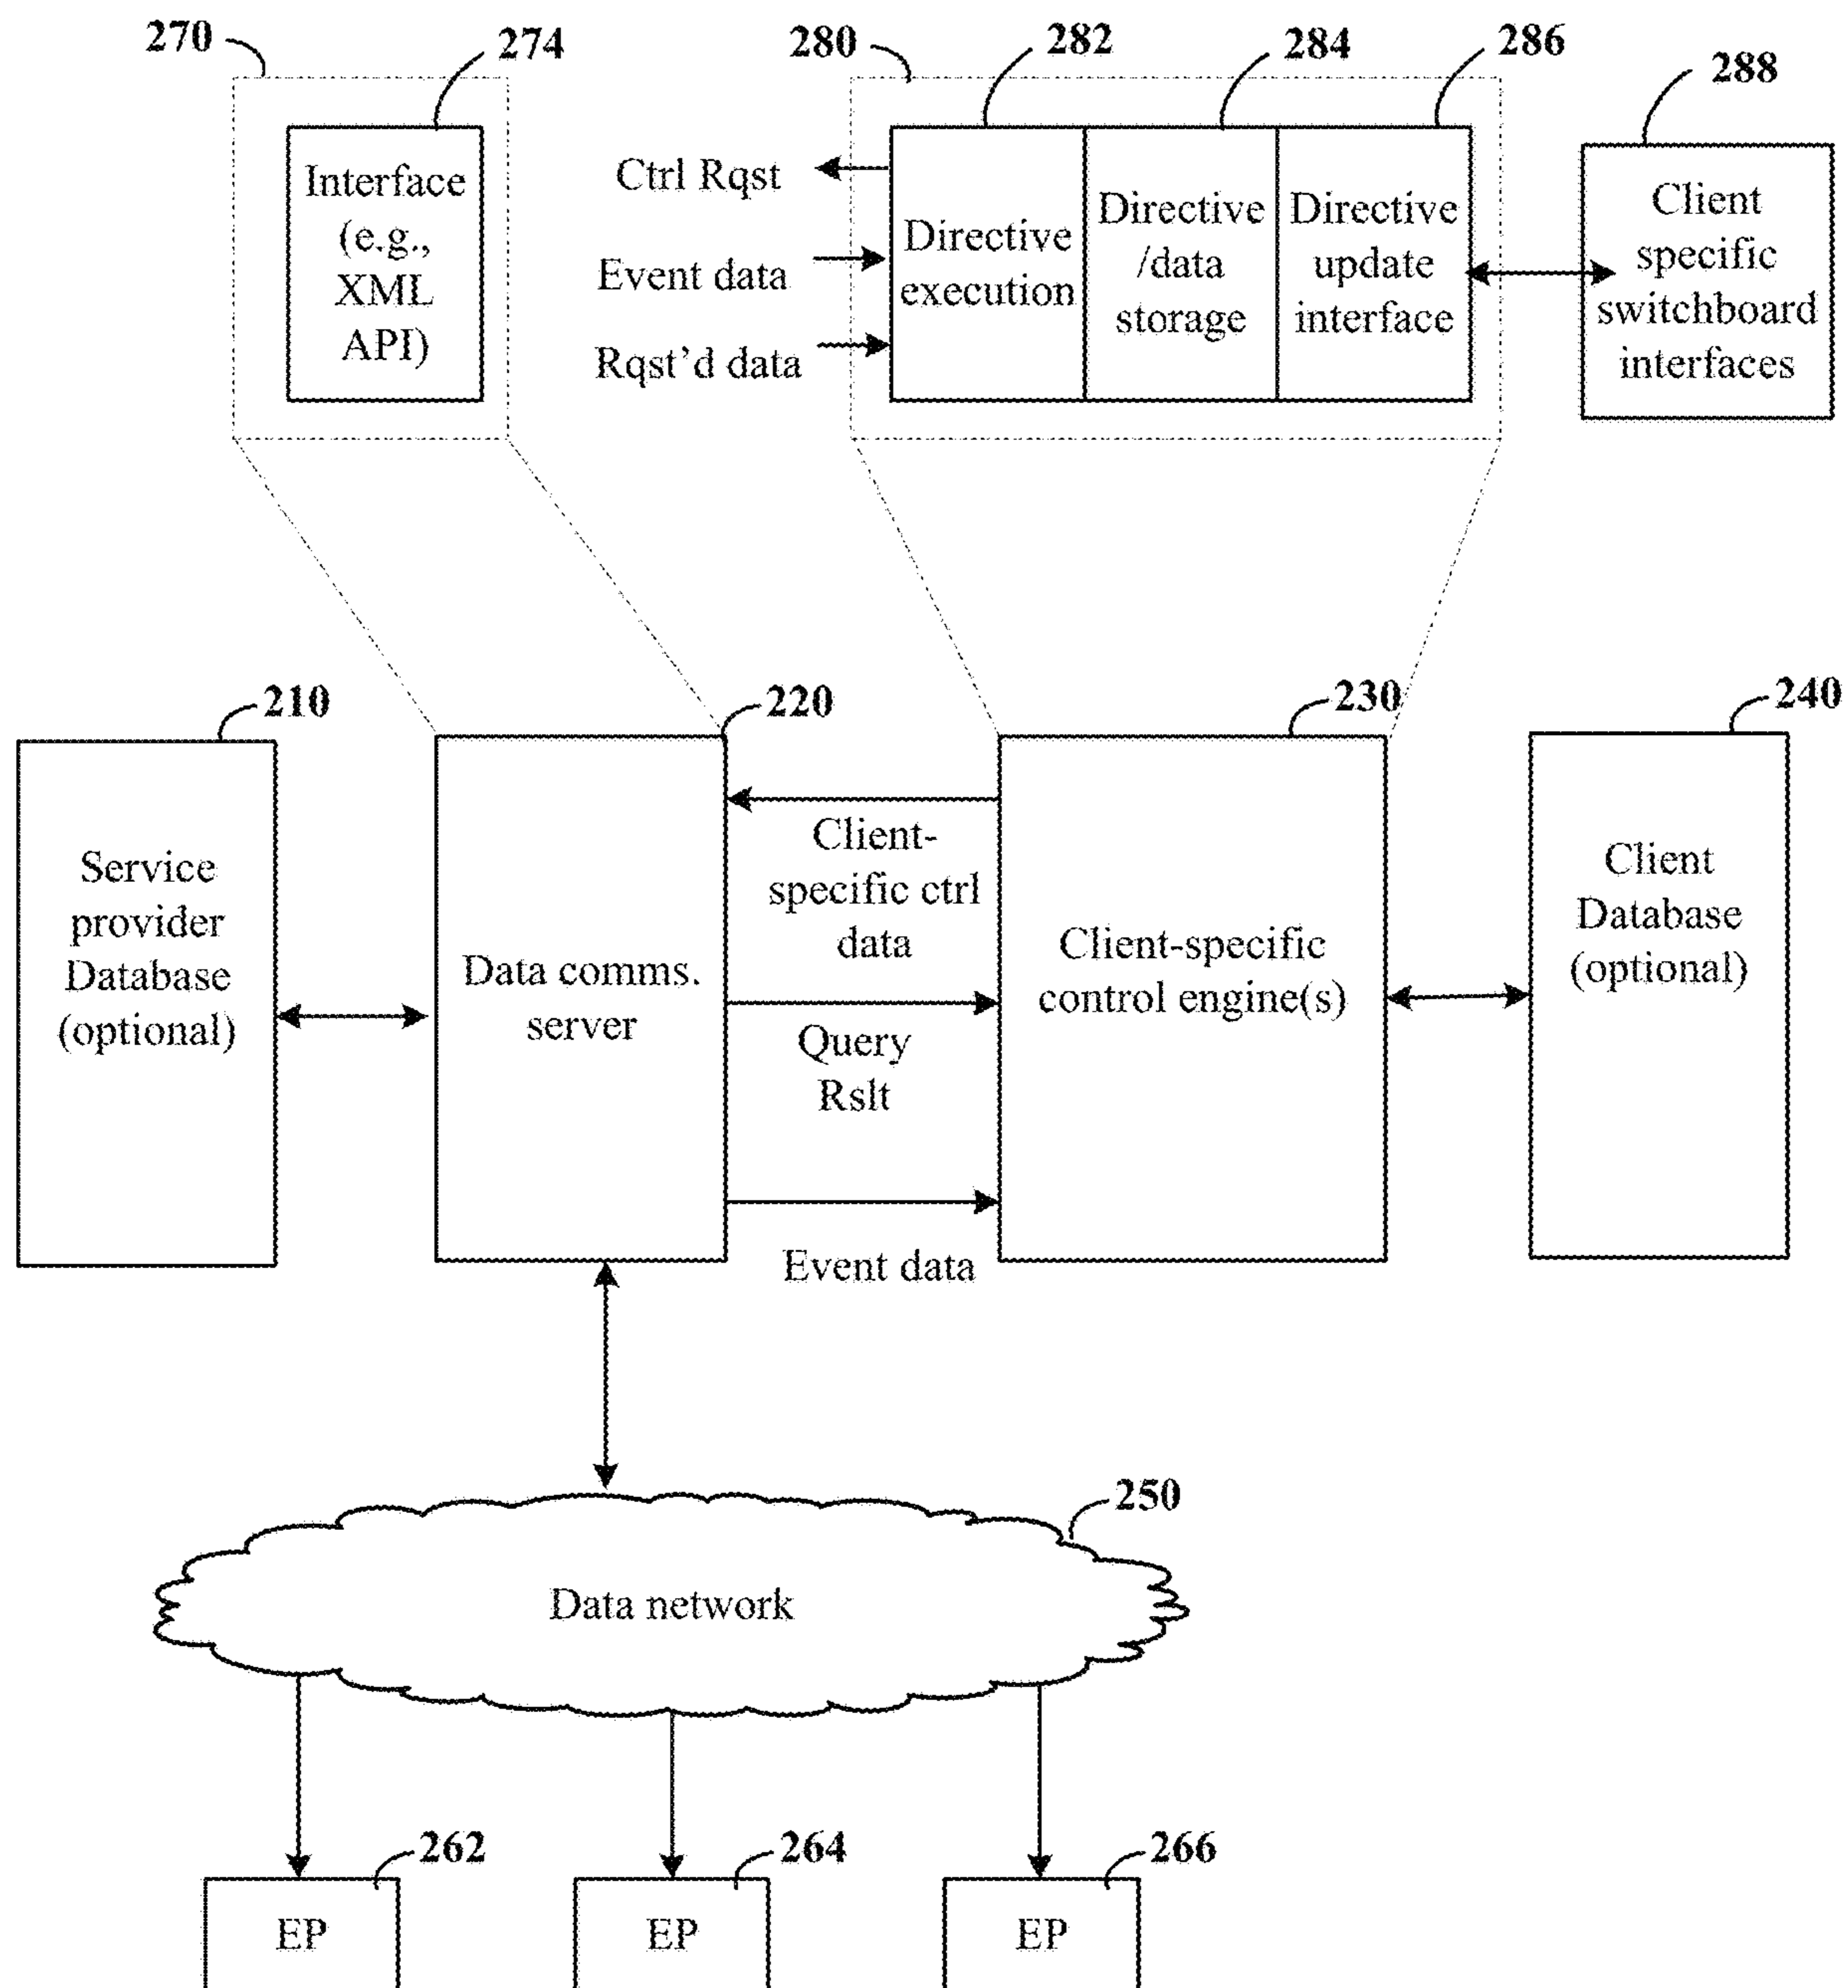 270
274
280
282
284
286
288
Interface
(e.g.,
XML
API)
Ctrl Rqst
Event data
Rqst'd data
Directive
execution
Directive
/data
storage
Directive
update
interface
Client
specific
switchboard
interfaces
210
220
230
240
Service
provider
Database
(optional)
Data comms.
server
Client-
specific ctrl
data
Query
Rslt
Event data
Client-specific
control engine(s)
Client
Database
(optional)
250
Data network
262
264
266
EP
EP
EP